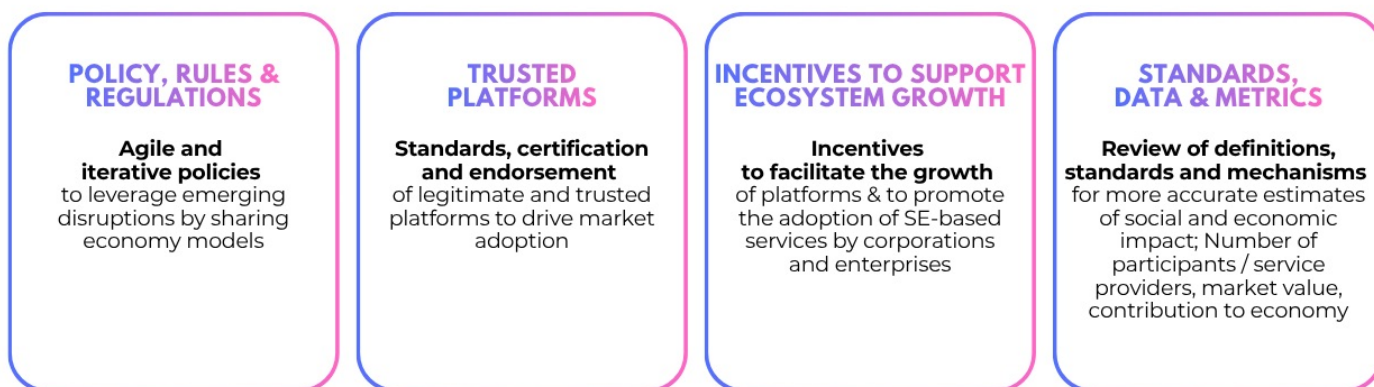 POLICY, RULES &
REGULATIONS
Agile and
iterative policies
to leverage emerging
disruptions by sharing
economy models
TRUSTED
PLATFORMS
Standards, certification
and endorsement
of legitimate and trusted
platforms to drive market
adoption
INCENTIVES TO SUPPORT
ECOSYSTEM GROWTH
Incentives
to facilitate the growth
of platforms & to promote
the adoption of SE-based
services by corporations
and enterprises
STANDARDS,
DATA & METRICS
Review of definitions,
standards and mechanisms
for more accurate estimates
of social and economic
impact; Number of
participants / service
providers, market value,
contribution to economy